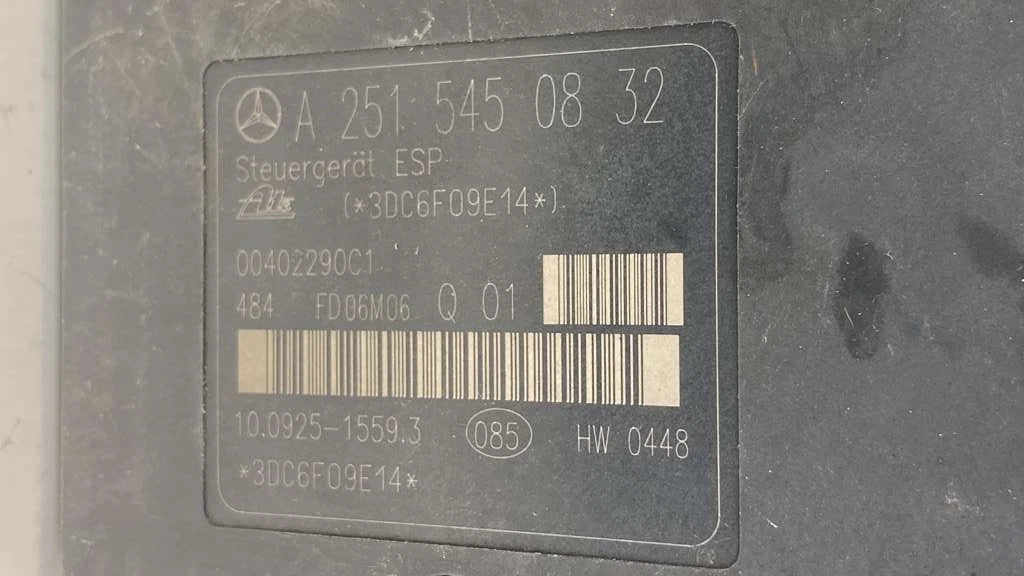 A 251 545 08 32
Steuergerät ESP
Ate (*3DC6F09E14*)
00402290C1
484 FD06M06 Q 01
10.0925-1559.3 085 HW 0448
*3DC6F09E14*